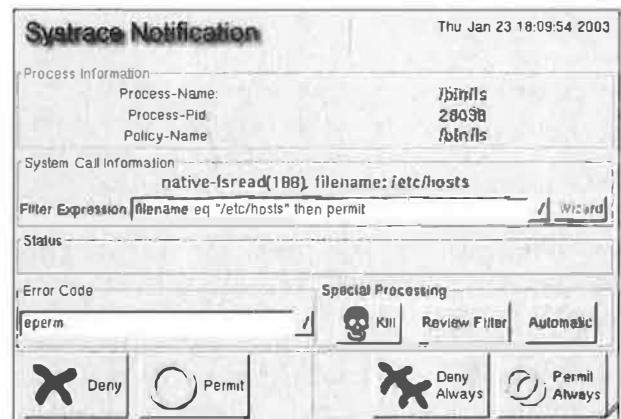 Systrace Notification
Thu Jan 23 18:09:54 2003
Process Information
Process-Name: /bin/ls
Process-Pid: 28038
Policy-Name /bin/ls
System Call Information
native-fsread(188), filename: /etc/hosts
Filter Expression filename eq "/etc/hosts" then permit / Wizard
Status
Error Code
eperm /
Special Processing
Kill Review Filter Automatic
Deny Permit Deny Always Permit Always